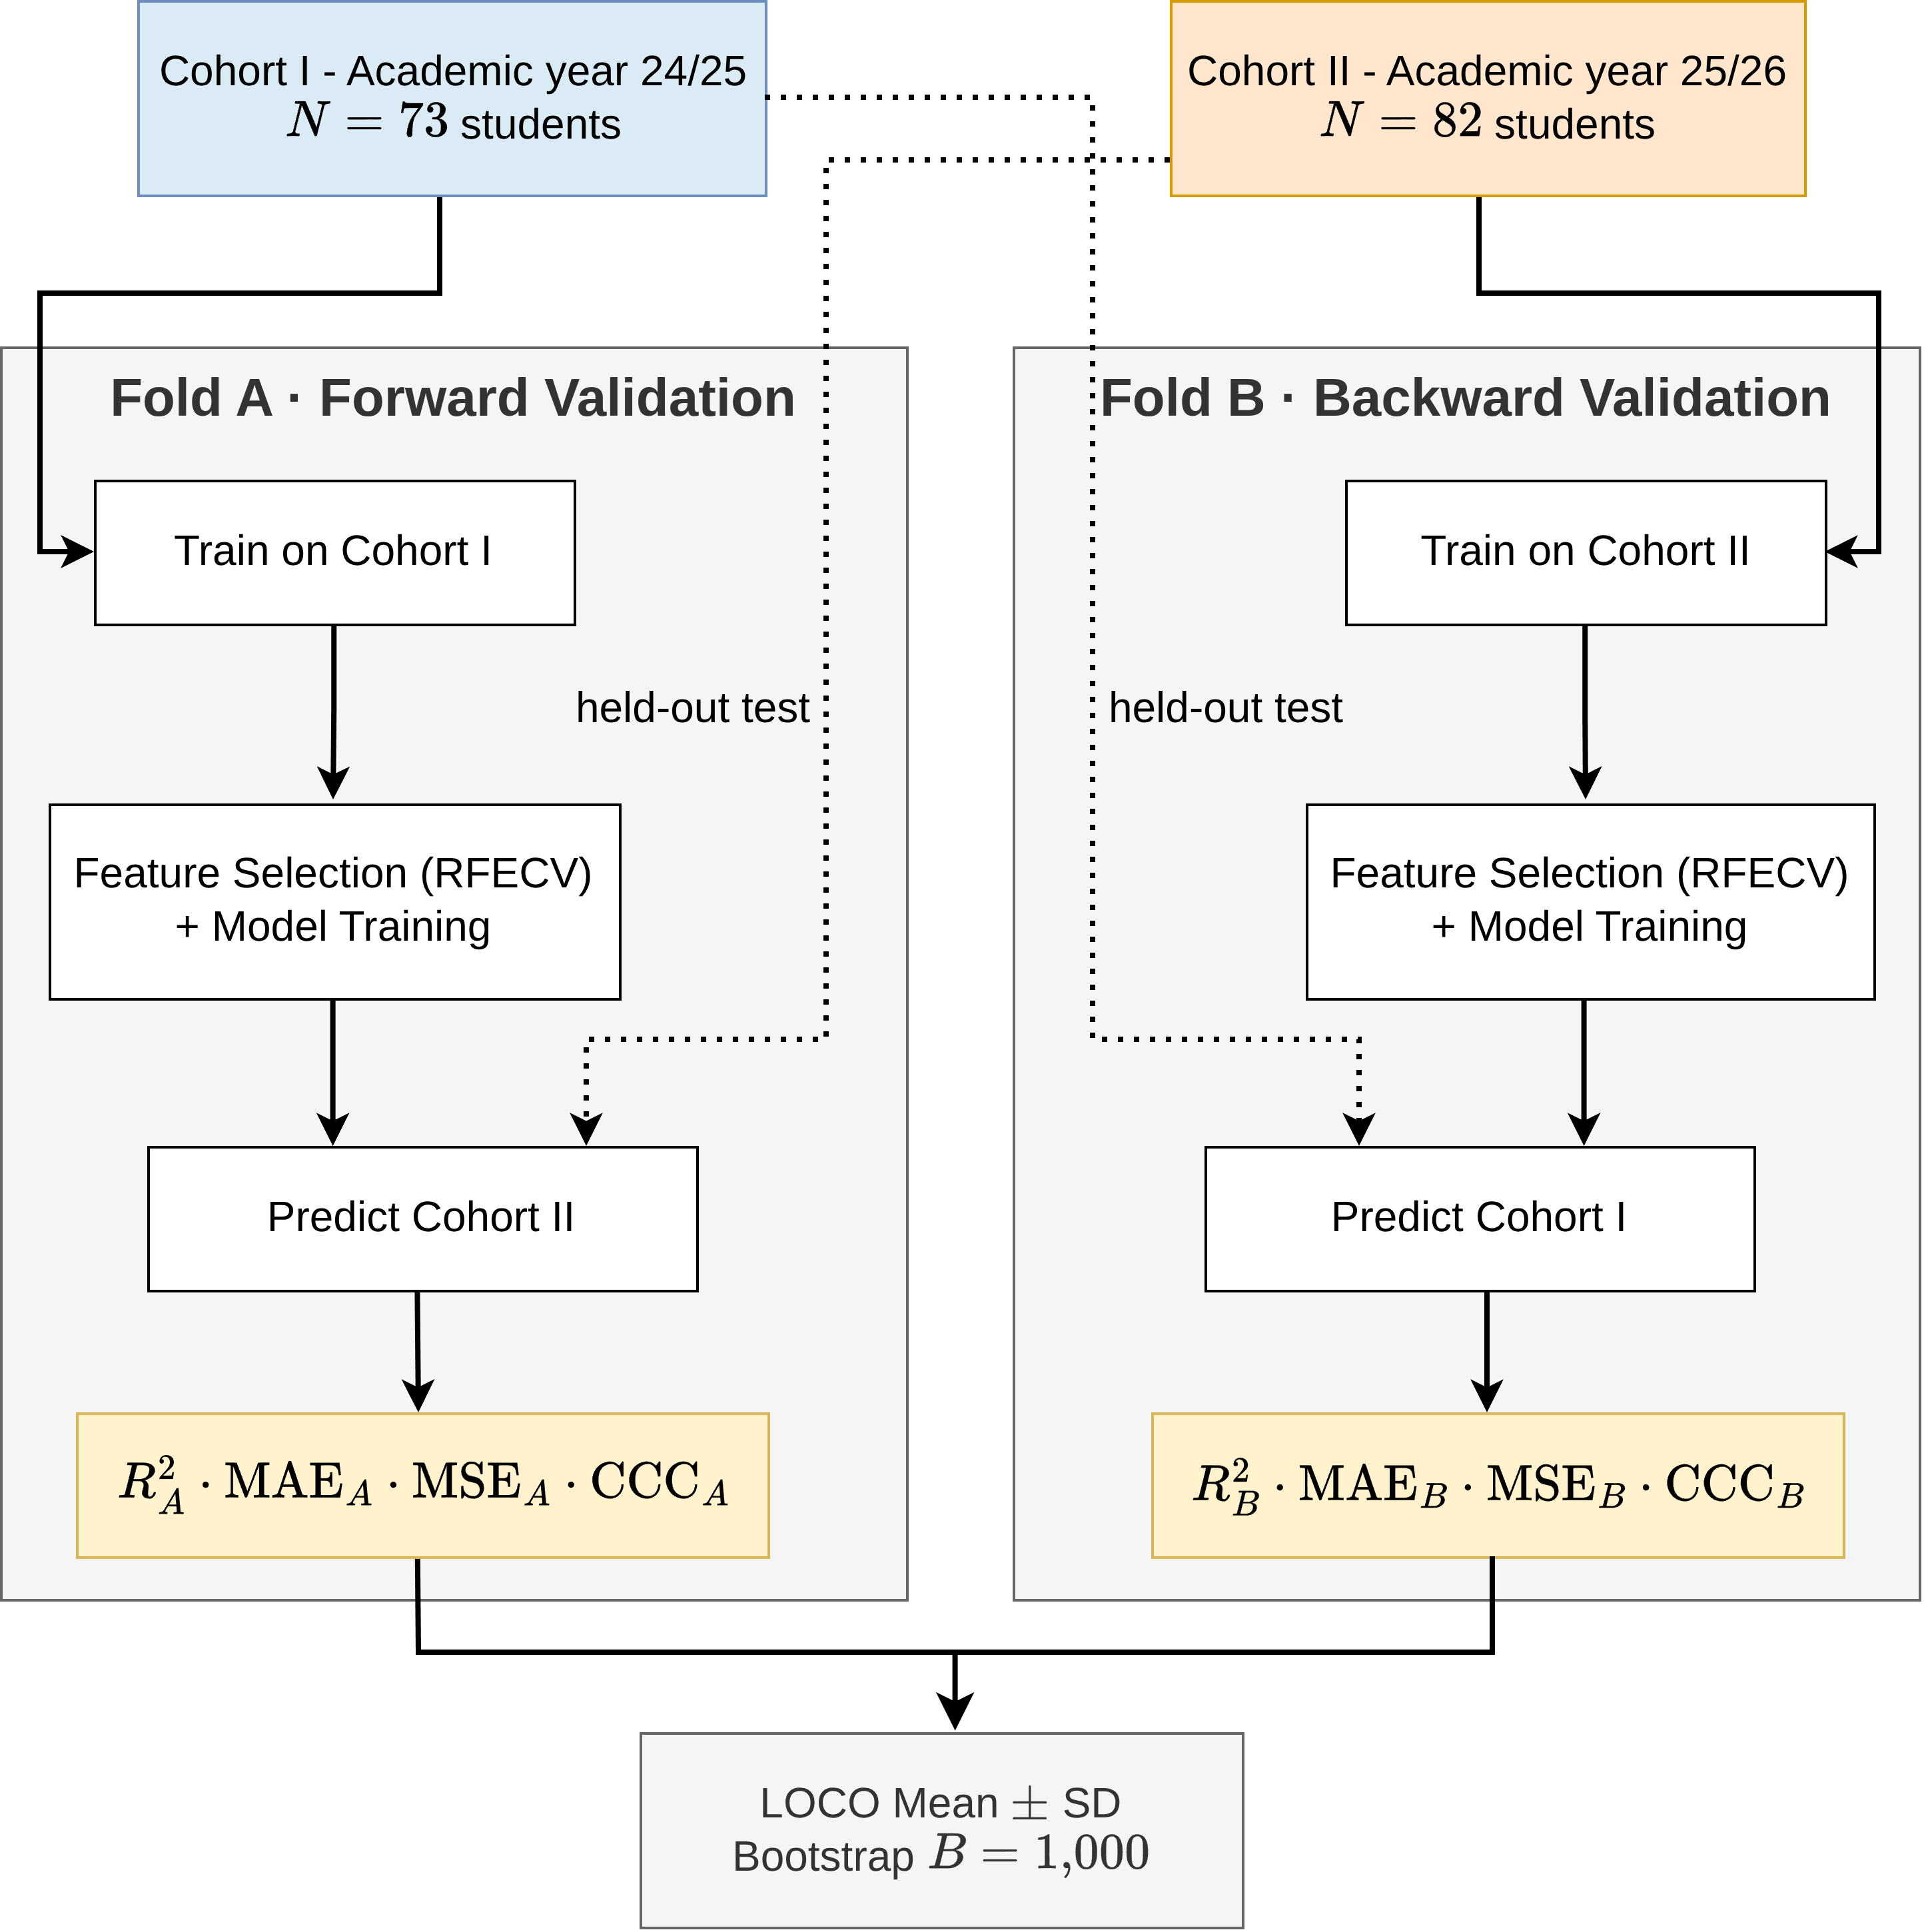 Cohort I - Academic year 24/25
N = 73 students
Cohort II - Academic year 25/26
N = 82 students
Fold A · Forward Validation
Train on Cohort I
held-out test
Feature Selection (RFECV)
+ Model Training
Predict Cohort II
R²_A · MAE_A · MSE_A · CCC_A
Fold B · Backward Validation
Train on Cohort II
held-out test
Feature Selection (RFECV)
+ Model Training
Predict Cohort I
R²_B · MAE_B · MSE_B · CCC_B
LOCO Mean ± SD
Bootstrap B = 1,000